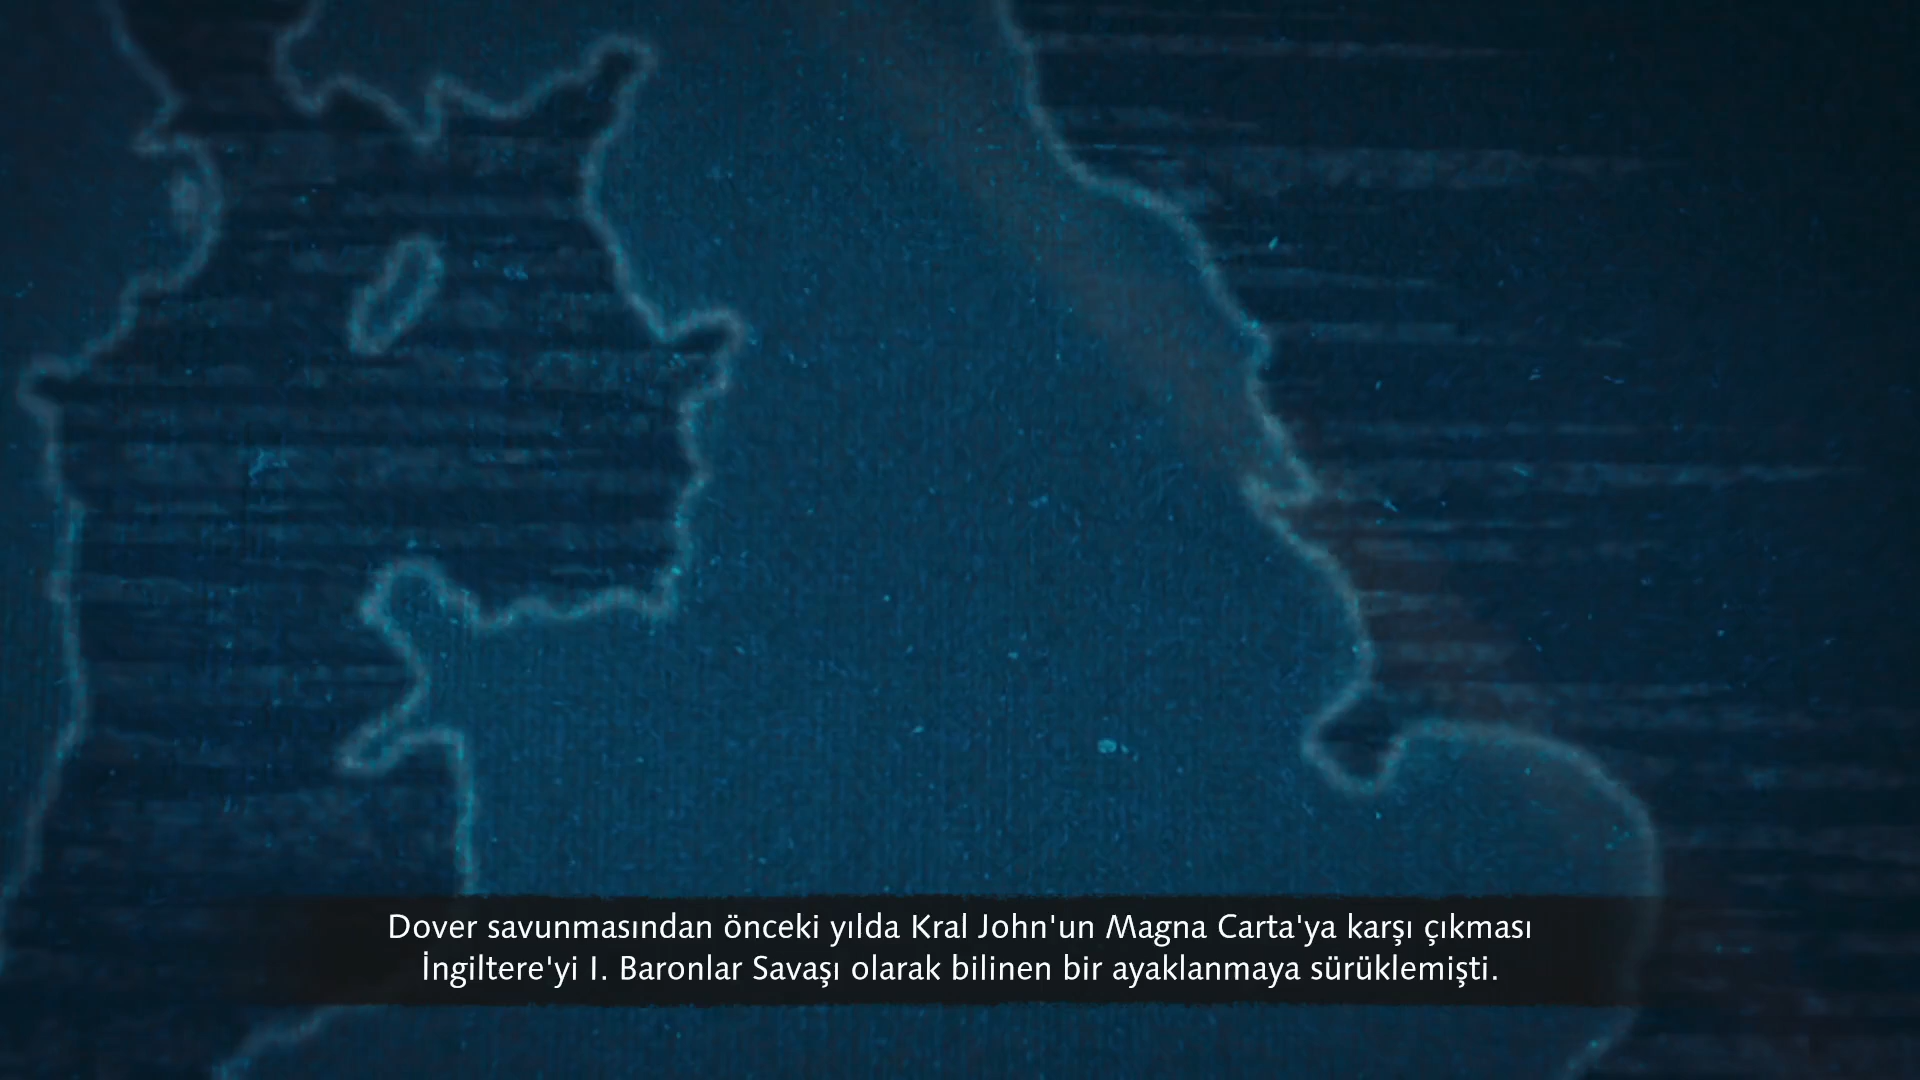 Dover savunmasından önceki yılda Kral John'un Magna Carta'ya karşı çıkması
İngiltere'yi I. Baronlar Savaşı olarak bilinen bir ayaklanmaya sürüklemişti.